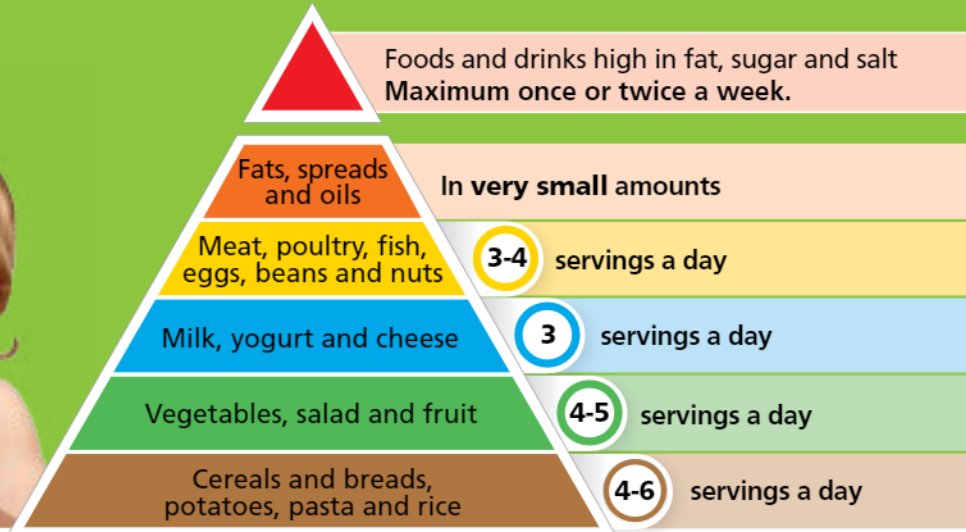 Foods and drinks high in fat, sugar and salt
Maximum once or twice a week.
Fats, spreads
and oils
In very small amounts
Meat, poultry, fish,
eggs, beans and nuts
3-4 servings a day
Milk, yogurt and cheese
3 servings a day
Vegetables, salad and fruit
4-5 servings a day
Cereals and breads,
potatoes, pasta and rice
4-6 servings a day